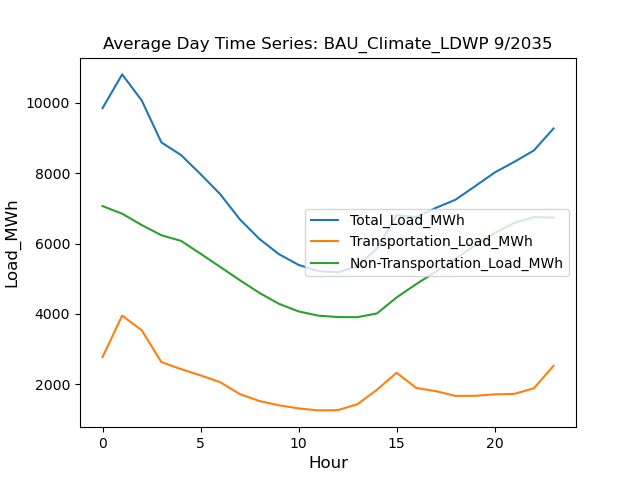 Average Day Time Series: BAU_Climate_LDWP 9/2035
Load_MWh
10000
8000
6000
4000
2000
Total_Load_MWh
Transportation_Load_MWh
Non-Transportation_Load_MWh
0 5 10 15 20
Hour